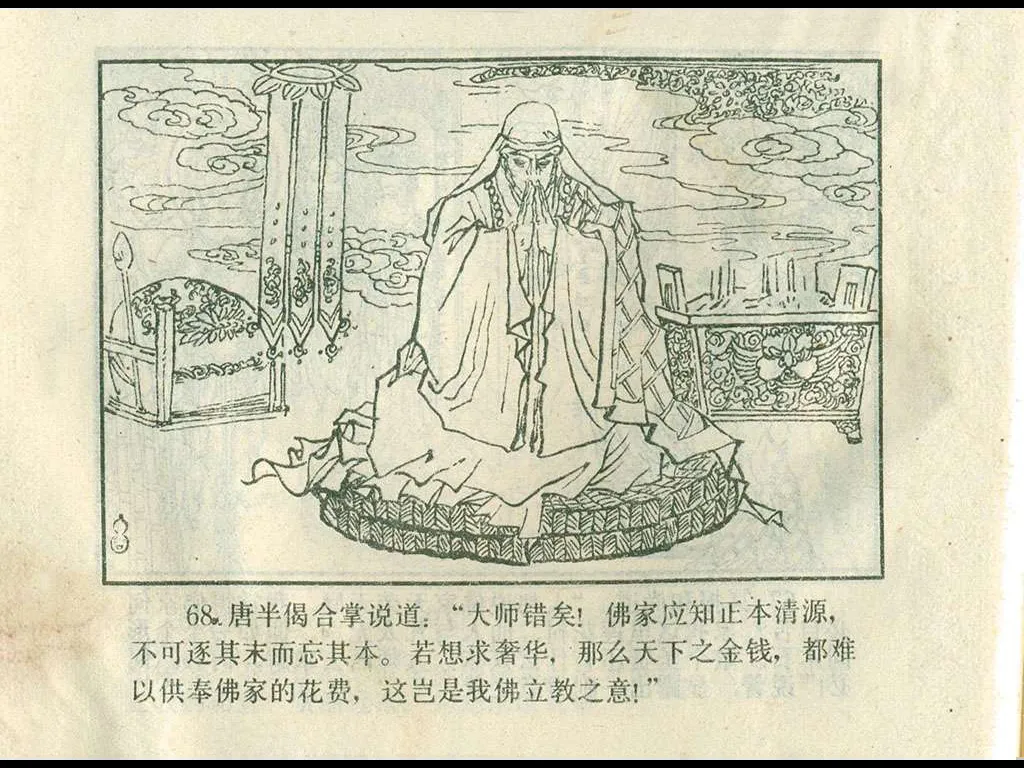 68. 唐半偈合掌说道：“大师错矣！佛家应知正本清源，
不可逐其末而忘其本。若想求奢华，那么天下之金钱，都难
以供奉佛家的花费，这岂是我佛立教之意！”